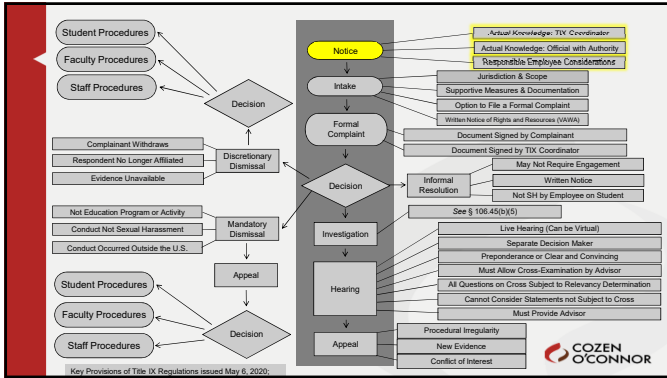 Student Procedures
Faculty Procedures
Staff Procedures
Decision
Complainant Withdraws
Respondent No Longer Affiliated
Evidence Unavailable
Discretionary
Dismissal
Not Education Program or Activity
Conduct Not Sexual Harassment
Conduct Occurred Outside the U.S.
Mandatory
Dismissal
Appeal
Student Procedures
Faculty Procedures
Staff Procedures
Decision
Notice
Actual Knowledge: TIX Coordinator
Actual Knowledge: Official with Authority
Responsible Employee Considerations
Intake
Jurisdiction & Scope
Supportive Measures & Documentation
Option to File a Formal Complaint
Written Notice of Rights and Resources (VAWA)
Formal
Complaint
Document Signed by Complainant
Document Signed by TIX Coordinator
Decision
Informal
Resolution
May Not Require Engagement
Written Notice
Not SH by Employee on Student
Investigation
See § 106.45(b)(5)
Hearing
Live Hearing (Can be Virtual)
Separate Decision Maker
Preponderance or Clear and Convincing
Must Allow Cross-Examination by Advisor
All Questions on Cross Subject to Relevancy Determination
Cannot Consider Statements not Subject to Cross
Must Provide Advisor
Appeal
Procedural Irregularity
New Evidence
Conflict of Interest
Key Provisions of Title IX Regulations issued May 6, 2020;
COZEN
O'CONNOR